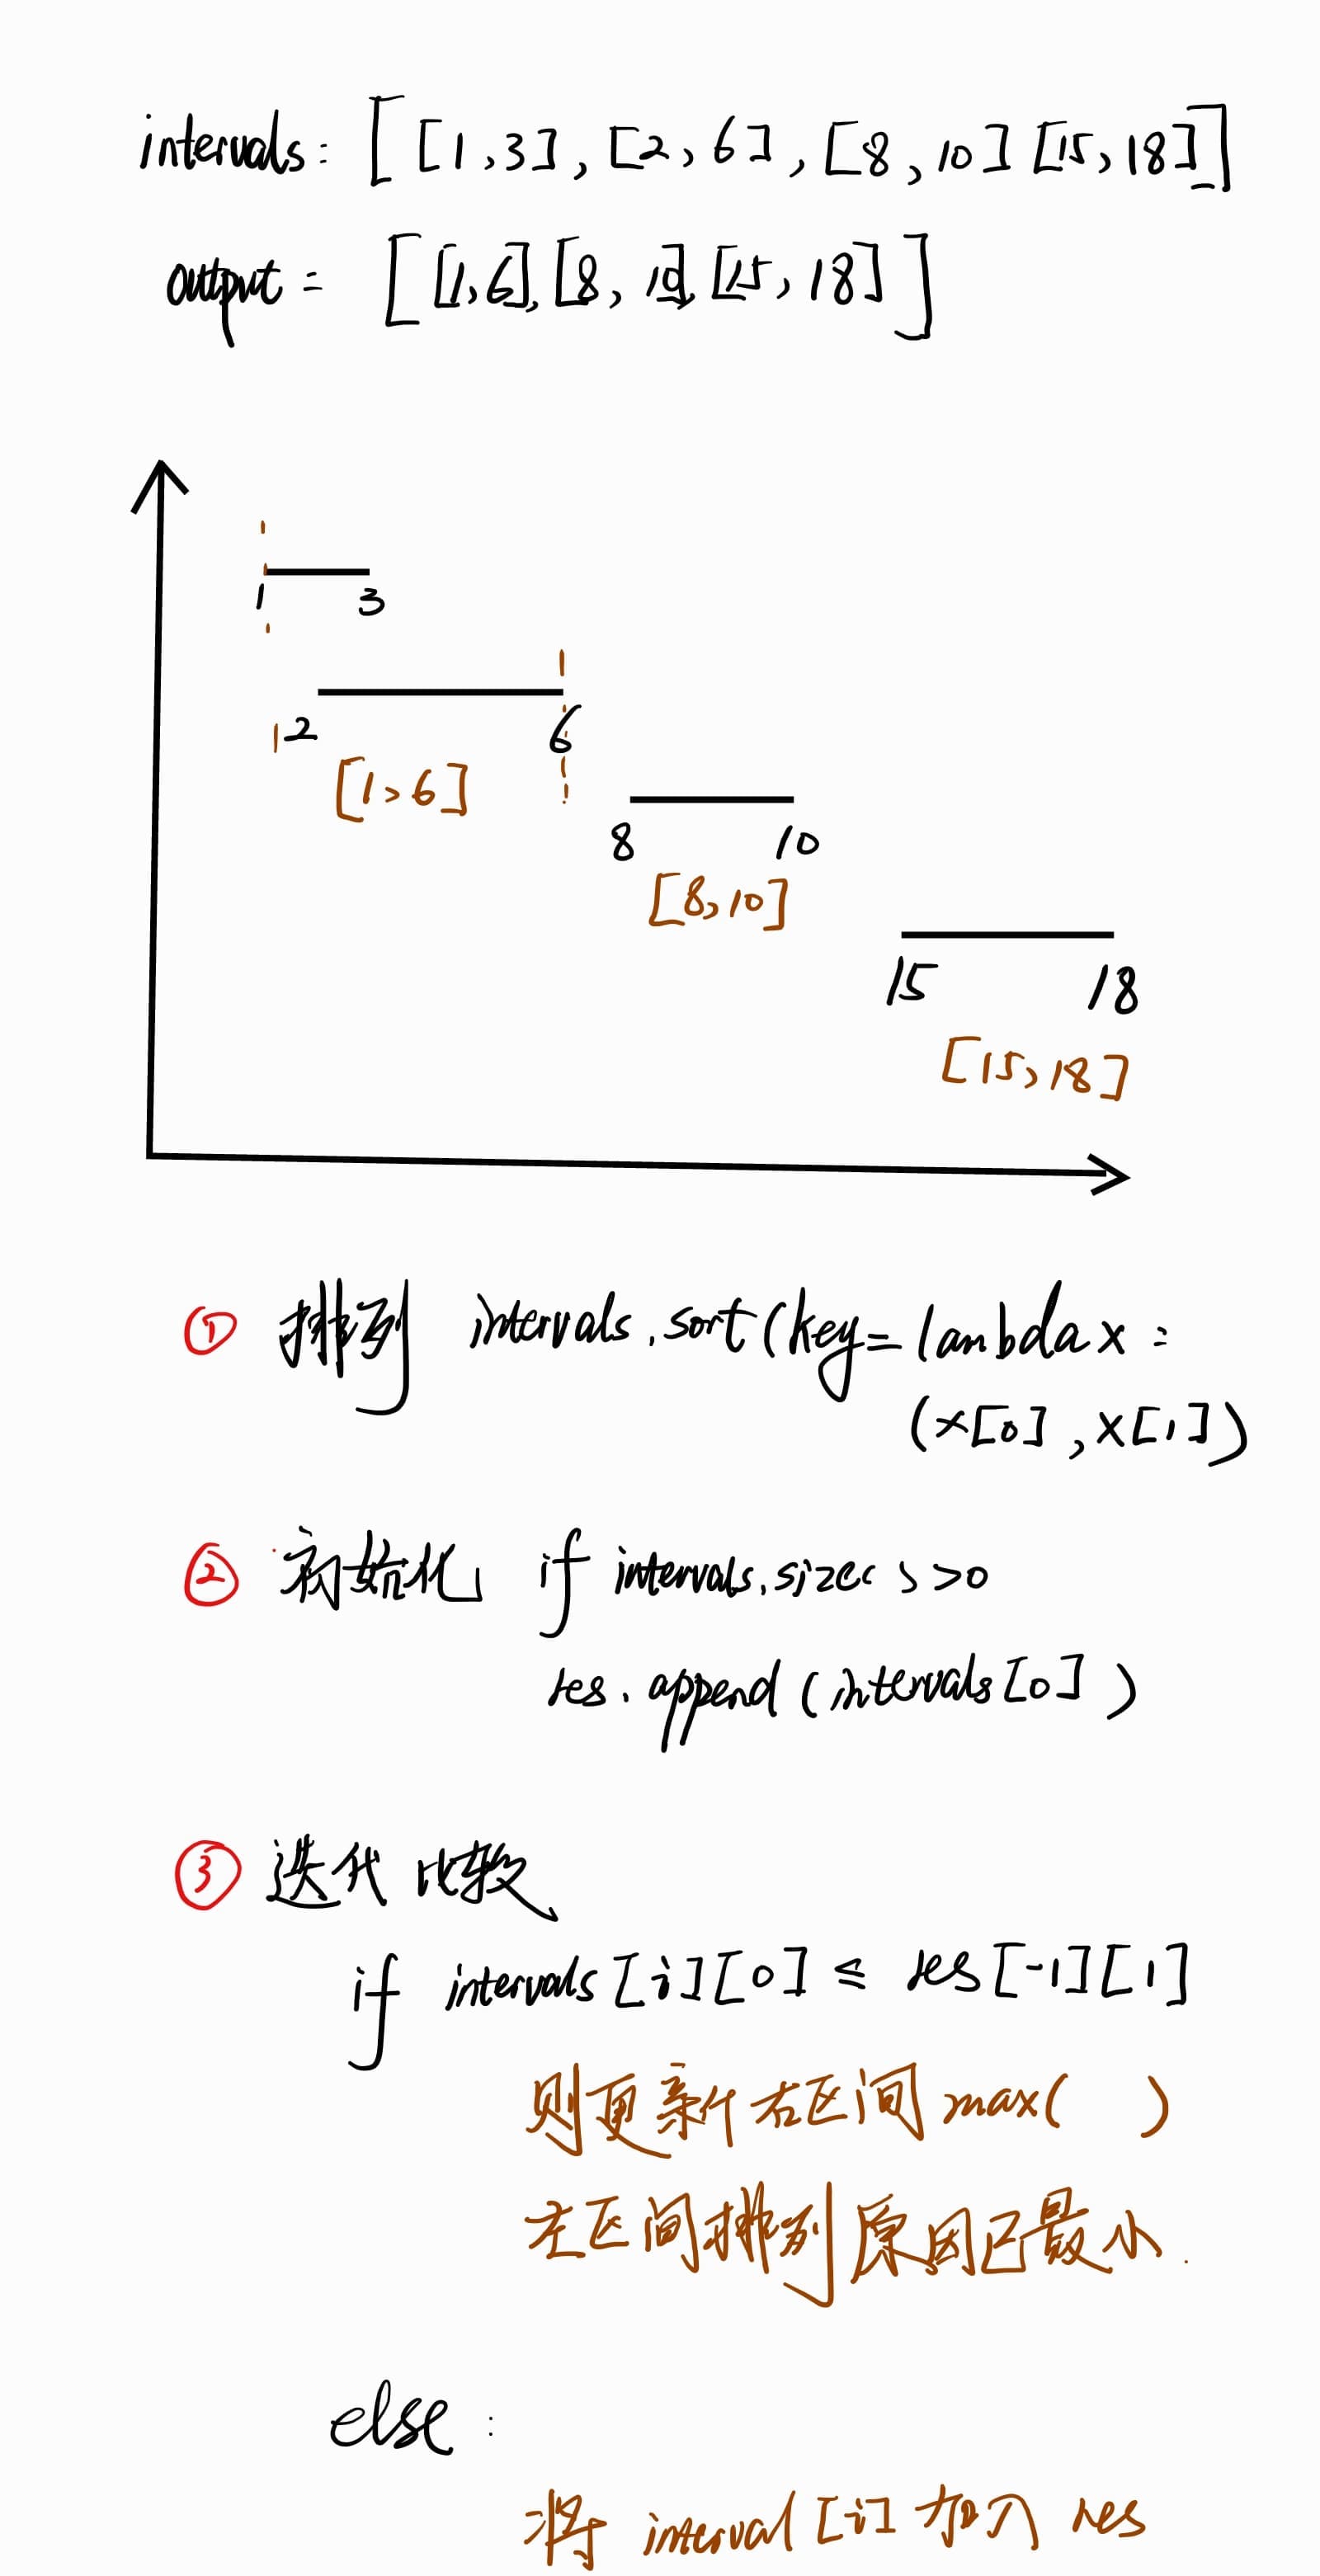 intervals: [[1,3],[2,6],[8,10][15,18]]
output = [[1,6],[8,10],[15,18]]
1 3
2 6
[1,6]
8 10
[8,10]
15 18
[15,18]
① 排列 intervals.sort(key=lambda x:
(x[0],x[1])
② 初始化 if intervals.size()>0
res.append(intervals[0])
③ 迭代比较
if intervals[i][0] ≤ res[-1][1]
则更新右区间 max( )
左区间排列原因已最小.
else:
将 interval[i] 加入 res